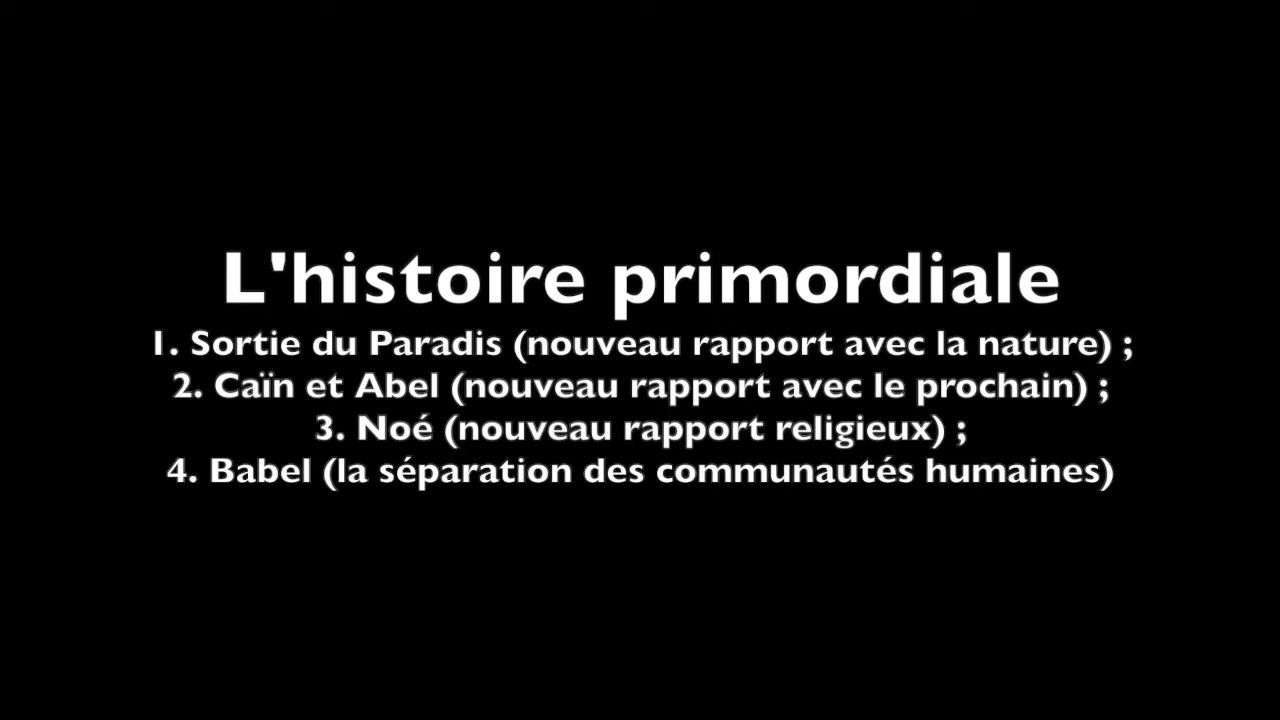 L'histoire primordiale
1. Sortie du Paradis (nouveau rapport avec la nature) ;
2. Caïn et Abel (nouveau rapport avec le prochain) ;
3. Noé (nouveau rapport religieux) ;
4. Babel (la séparation des communautés humaines)